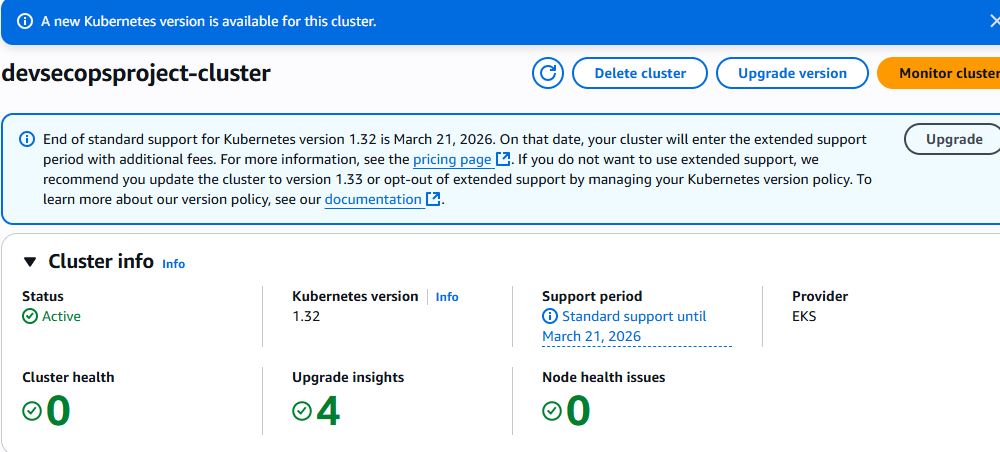 A new Kubernetes version is available for this cluster.
devsecopsproject-cluster
Delete cluster
Upgrade version
Monitor cluster
End of standard support for Kubernetes version 1.32 is March 21, 2026. On that date, your cluster will enter the extended support
period with additional fees. For more information, see the pricing page. If you do not want to use extended support, we
recommend you update the cluster to version 1.33 or opt-out of extended support by managing your Kubernetes version policy. To
learn more about our version policy, see our documentation.
Upgrade
Cluster info Info
Status
Active
Kubernetes version Info
1.32
Support period
Standard support until
March 21, 2026
Provider
EKS
Cluster health
0
Upgrade insights
4
Node health issues
0